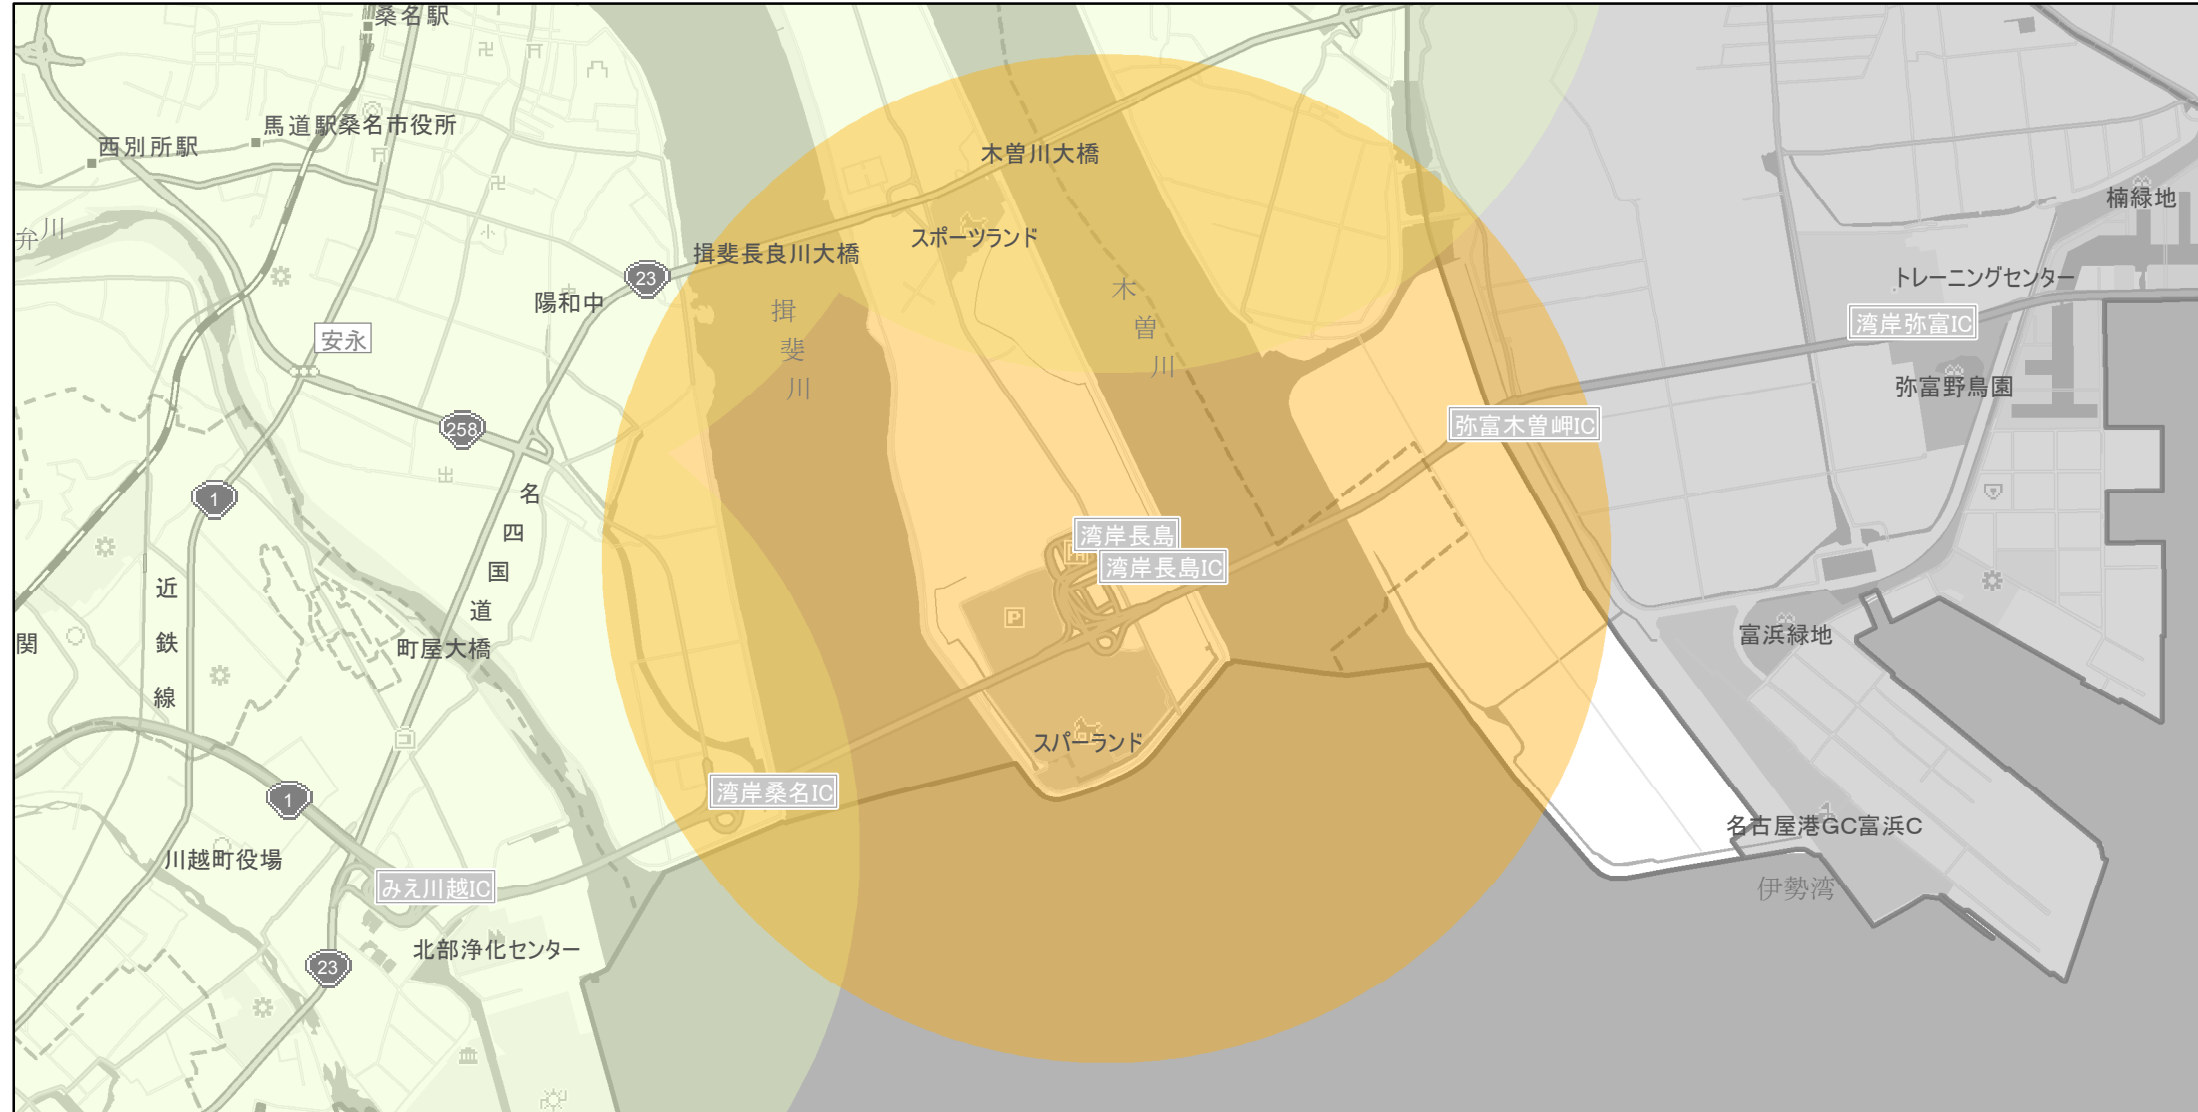 桑名駅
馬道駅
桑名市役所
西別所駅
木曽川大橋
楠緑地
弁川
スポーツランド
揖斐長良川大橋
23
トレーニングセンター
陽和中
揖斐川
木曽川
湾岸弥富IC
安永
弥富野鳥園
258
弥富木曽岬IC
1
名四国道
湾岸長島
PA
湾岸長島IC
近鉄線
P
関
町屋大橋
富浜緑地
スパーランド
湾岸桑名IC
1
名古屋港GC富浜C
川越町役場
みえ川越IC
伊勢湾
北部浄化センター
23